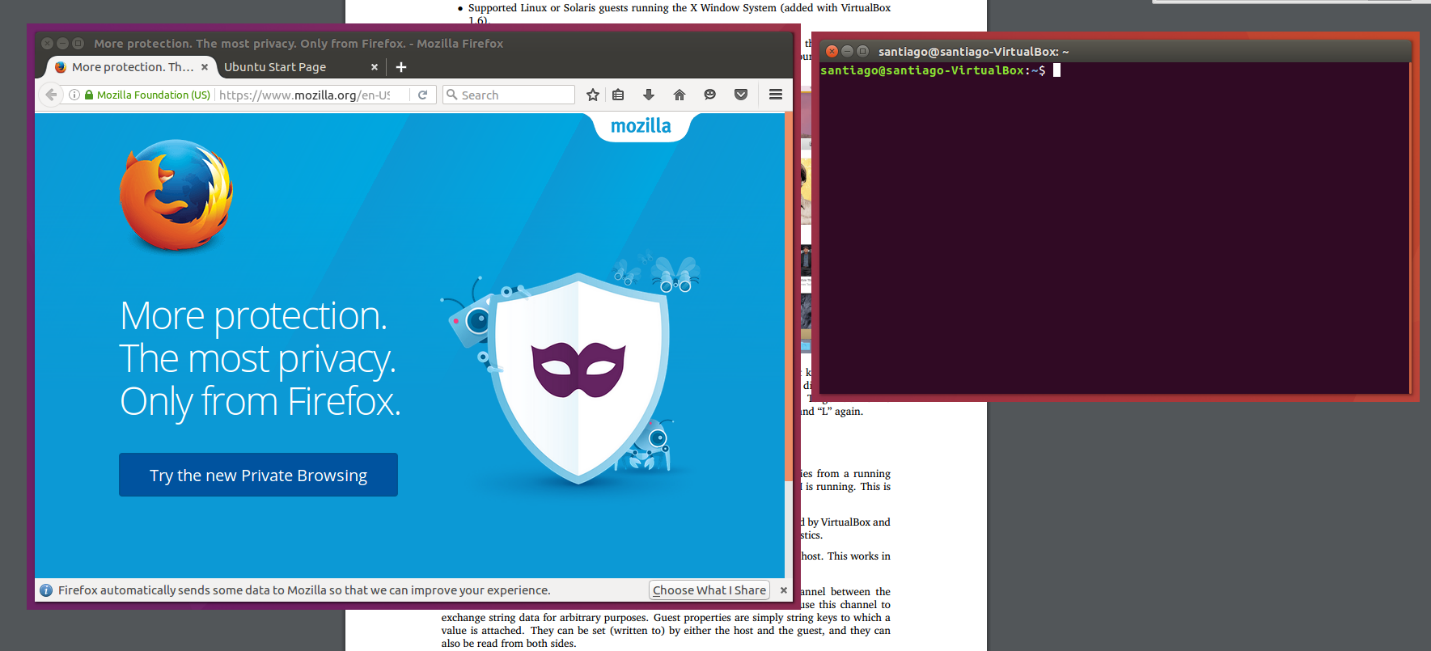 • Supported Linux or Solaris guests running the X Window System (added with VirtualBox
1.6).
More protection. The most privacy. Only from Firefox. - Mozilla Firefox
More protection. Th... × Ubuntu Start Page × +
Mozilla Foundation (US) https://www.mozilla.org/en-US
Search
mozilla
More protection.
The most privacy.
Only from Firefox.
Try the new Private Browsing
Firefox automatically sends some data to Mozilla so that we can improve your experience. Choose What I Share ×
santiago@santiago-VirtualBox: ~
santiago@santiago-VirtualBox:~$
and “L” again.
from a running
is running. This is
by VirtualBox and
host. This works in
between the
use this channel to
exchange string data for arbitrary purposes. Guest properties are simply string keys to which a
value is attached. They can be set (written to) by either the host and the guest, and they can
also be read from both sides.